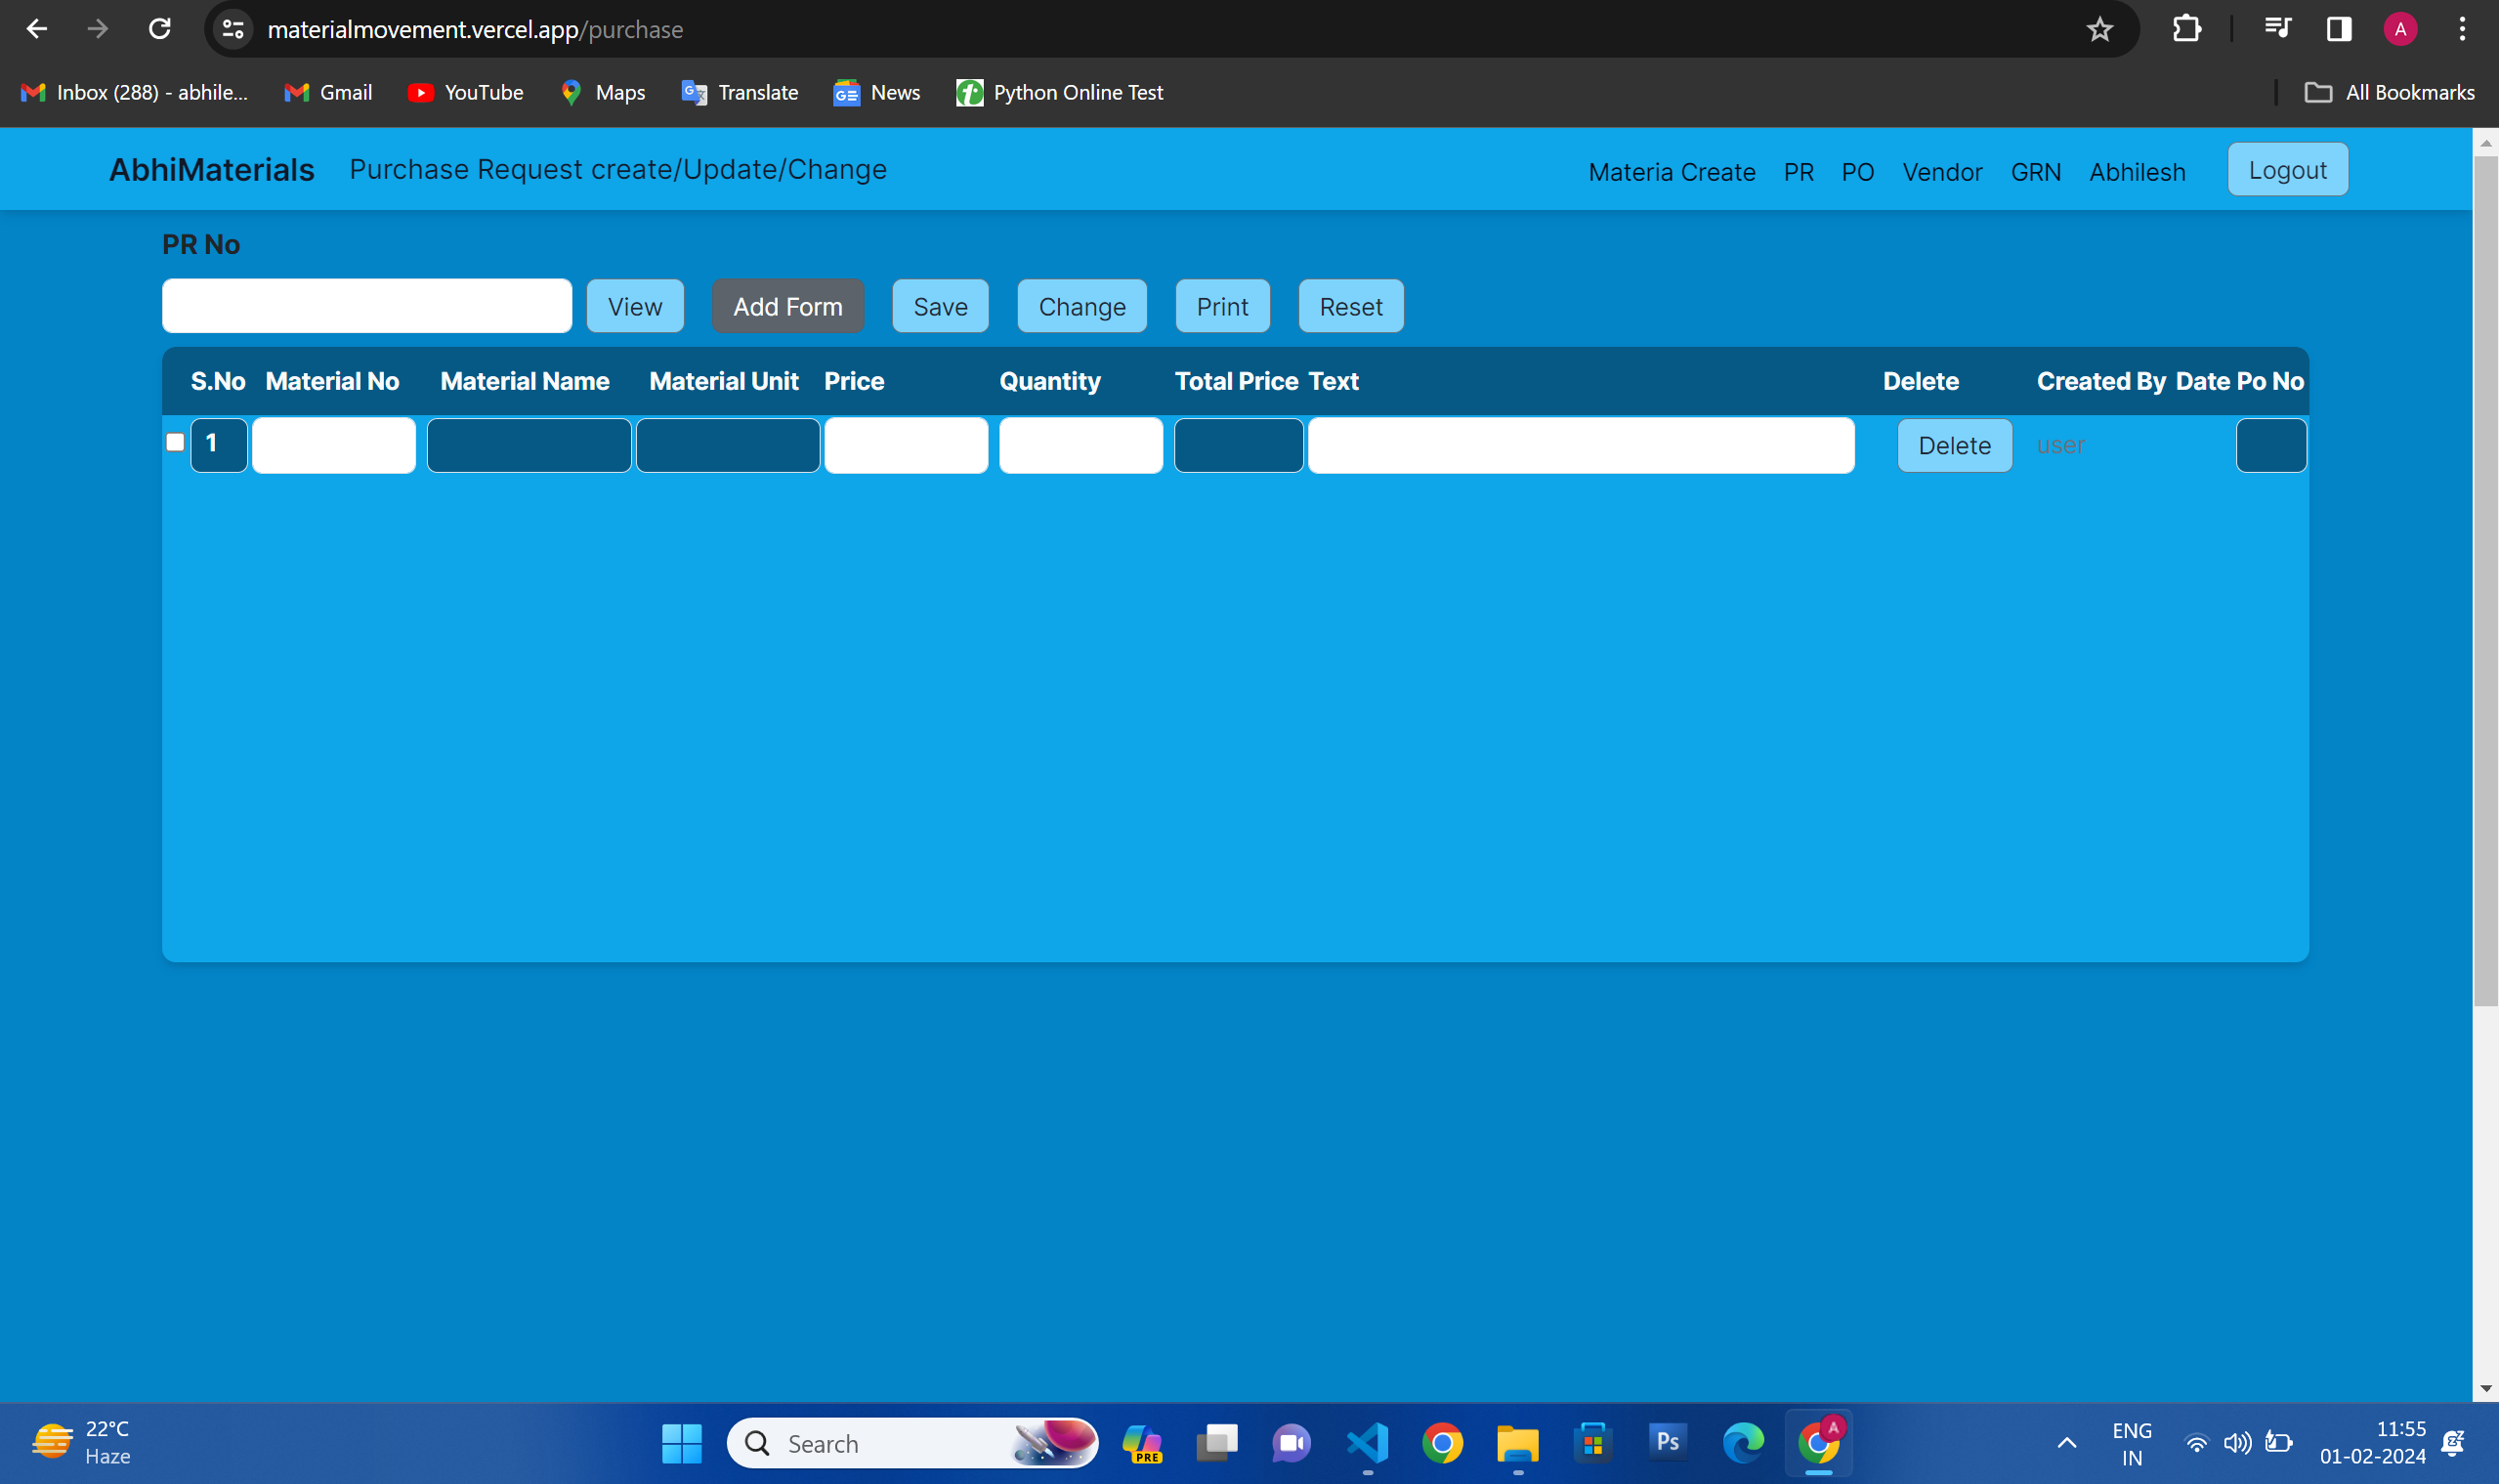 materialmovement.vercel.app/purchase
A
Inbox (288) - abhile...
Gmail
YouTube
Maps
Translate
News
Python Online Test
All Bookmarks
AbhiMaterials
Purchase Request create/Update/Change
Materia Create
PR
PO
Vendor
GRN
Abhilesh
Logout
PR No
View
Add Form
Save
Change
Print
Reset
S.No Material No Material Name Material Unit Price Quantity Total Price Text Delete Created By Date Po No
1 Delete user
22°C
Haze
Search
PRE
Ps
A
ENG
IN
11:55
01-02-2024